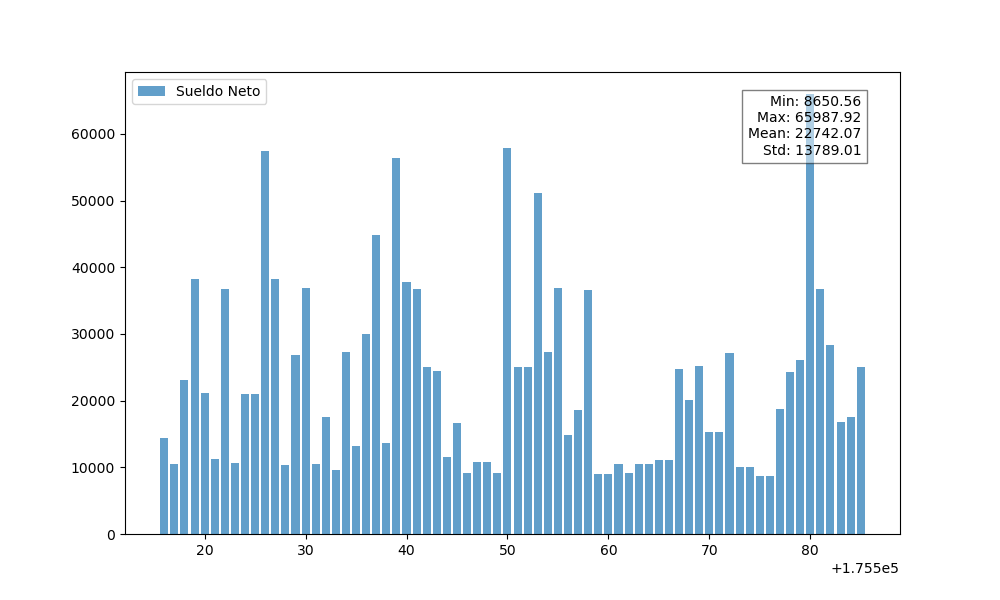 Sueldo Neto
Min: 8650.56
Max: 65987.92
Mean: 22742.07
Std: 13789.01
60000
50000
40000
30000
20000
10000
0
20 30 40 50 60 70 80
+1.755e5